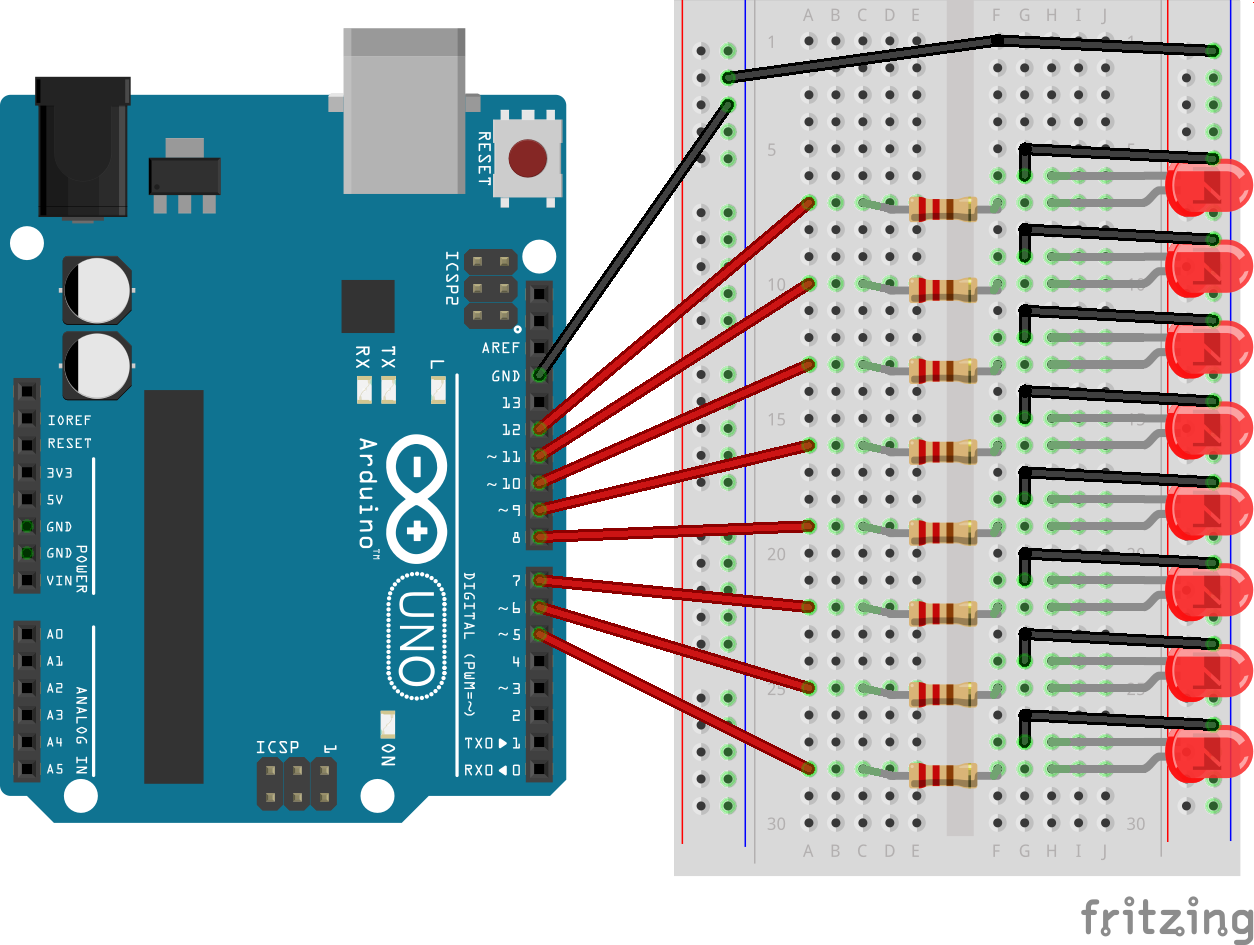 RESET
ICSP2
AREF
GND
13
12
~11
~10
~9
8
7
~6
~5
4
~3
2
TX0▶1
RX0◀0
DIGITAL (PWM=~)
RX
TX
L
Arduino™
UNO
ON
ICSP
1
IOREF
RESET
3V3
5V
GND
GND
VIN
POWER
A0
A1
A2
A3
A4
A5
ANALOG IN
A B C D E F G H I J
1
5
10
15
20
25
30 30
A B C D E F G H I J
fritzing